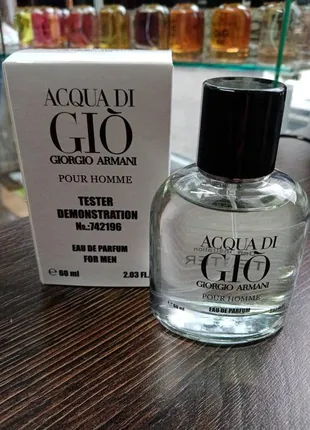 ACQUA DI
GIÒ
GIORGIO ARMANI
POUR HOMME
TESTER
DEMONSTRATION
No.:742196
EAU DE PARFUM
FOR MEN
℮ 60 ml
2.03 fl.
ACQUA DI
GIÒ
GIORGIO ARMANI
POUR HOMME
EAU DE PARFUM